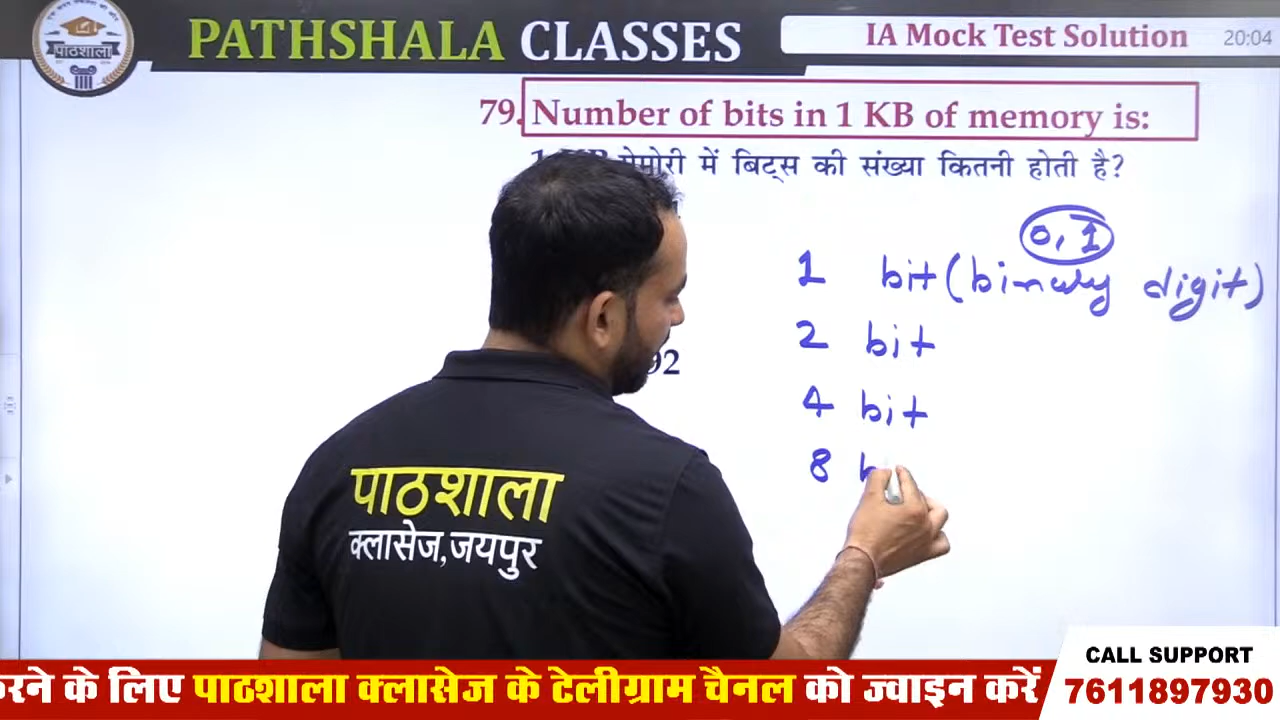 पाठशाला
PATHSHALA CLASSES
IA Mock Test Solution
20:04
79. Number of bits in 1 KB of memory is:
मेमोरी में बिट्स की संख्या कितनी होती है?
0, 1
1 bit (binary digit)
2 bit
92
4 bit
8 b
पाठशाला
क्लासेज,जयपुर
करने के लिए पाठशाला क्लासेज के टेलीग्राम चैनल को ज्वाइन करें
CALL SUPPORT
7611897930